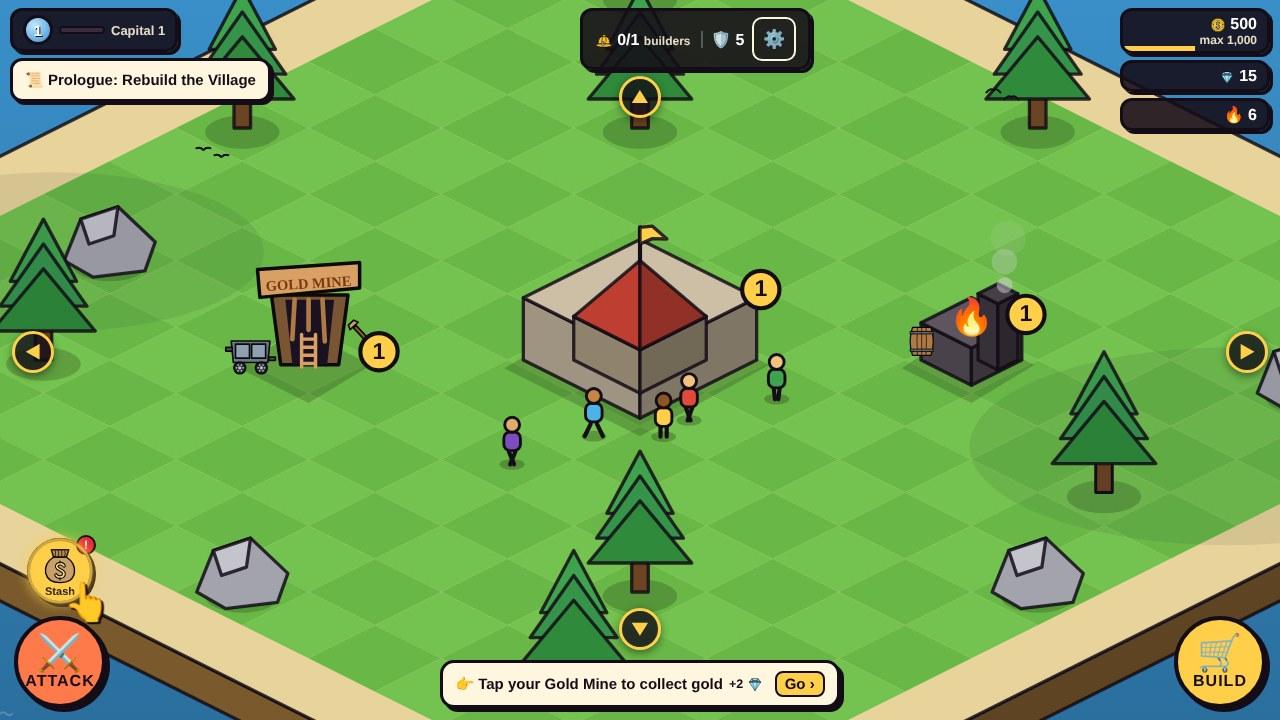 1 Capital 1
Prologue: Rebuild the Village
0/1 builders | 5
500
max 1,000
15
6
GOLD MINE
1
1
1
!
Stash
ATTACK
Tap your Gold Mine to collect gold +2 Go ›
BUILD